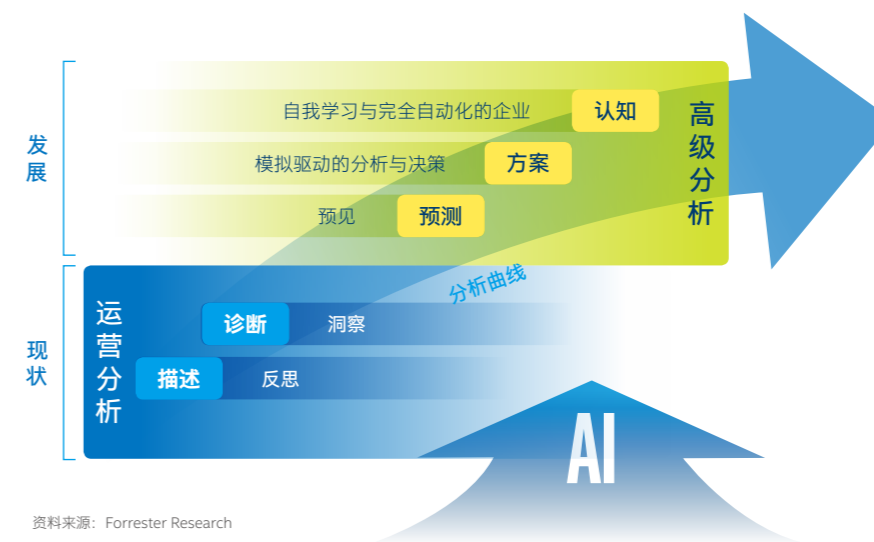 发展
自我学习与完全自动化的企业
认知
模拟驱动的分析与决策
方案
预见
预测
高级分析
现状
运营分析
分析曲线
诊断
洞察
描述
反思
AI
资料来源：Forrester Research